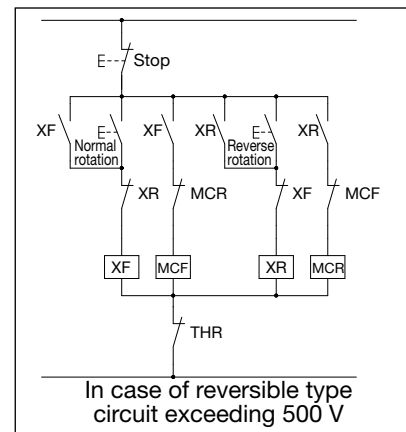 E Stop
XF E XF XR E XR
Normal rotation
Reverse rotation
XR MCR XF MCF
XF MCF XR MCR
THR
In case of reversible type
circuit exceeding 500 V